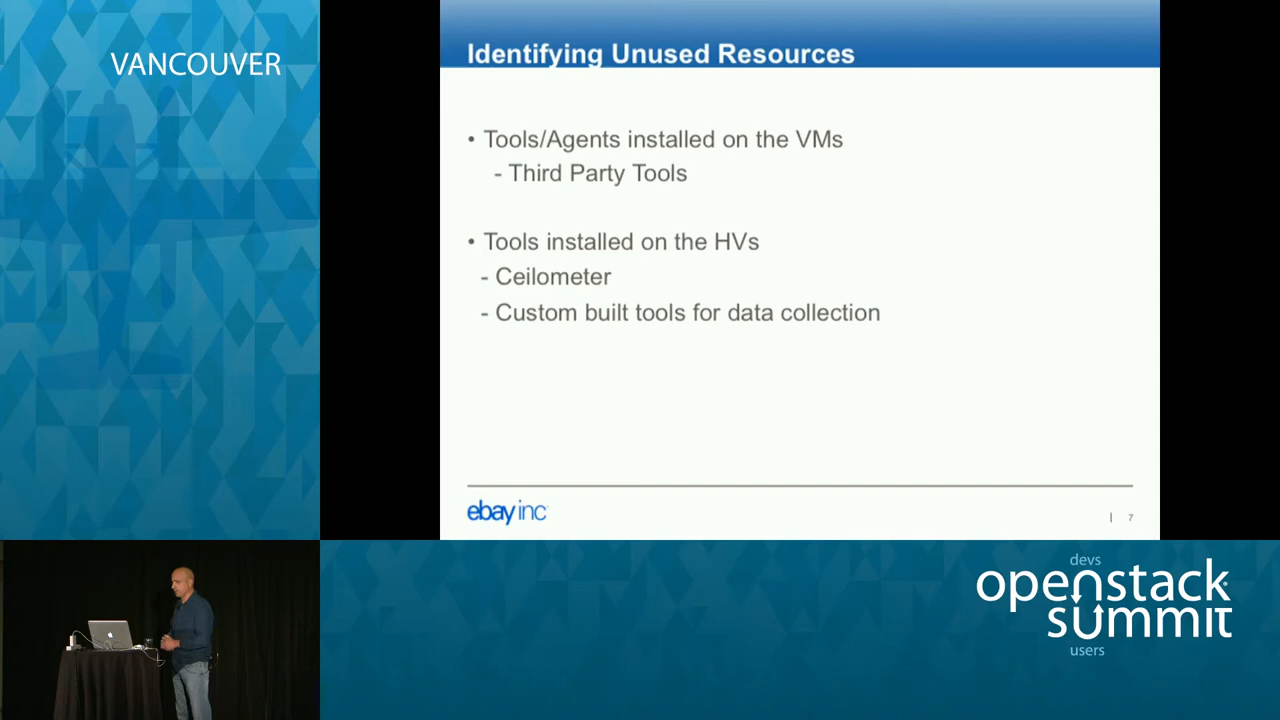 VANCOUVER
Identifying Unused Resources
• Tools/Agents installed on the VMs
- Third Party Tools
• Tools installed on the HVs
- Ceilometer
- Custom built tools for data collection
ebay inc
| 7
devs
openstack
summit
users